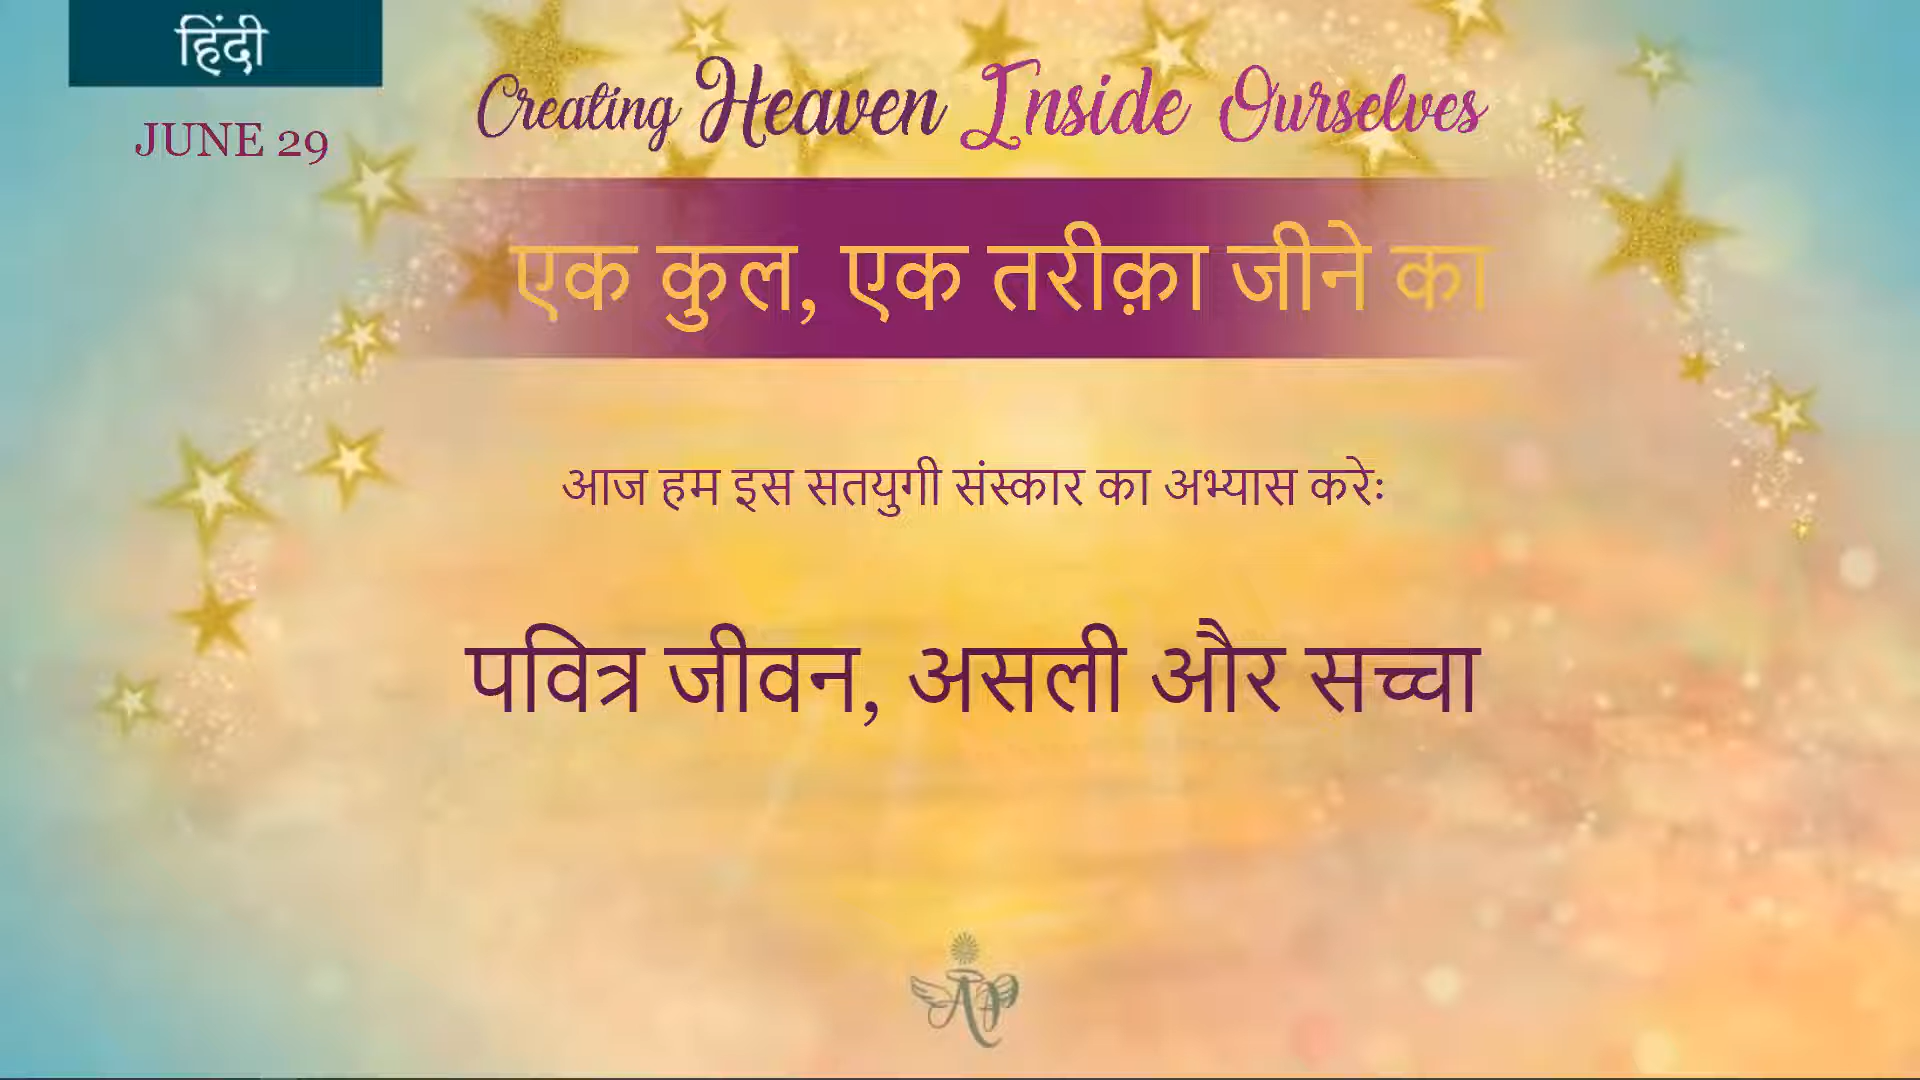 हिंदी
JUNE 29
Creating Heaven Inside Ourselves
एक कुल, एक तरीक़ा जीने का
आज हम इस सतयुगी संस्कार का अभ्यास करेः
पवित्र जीवन, असली और सच्चा
AP